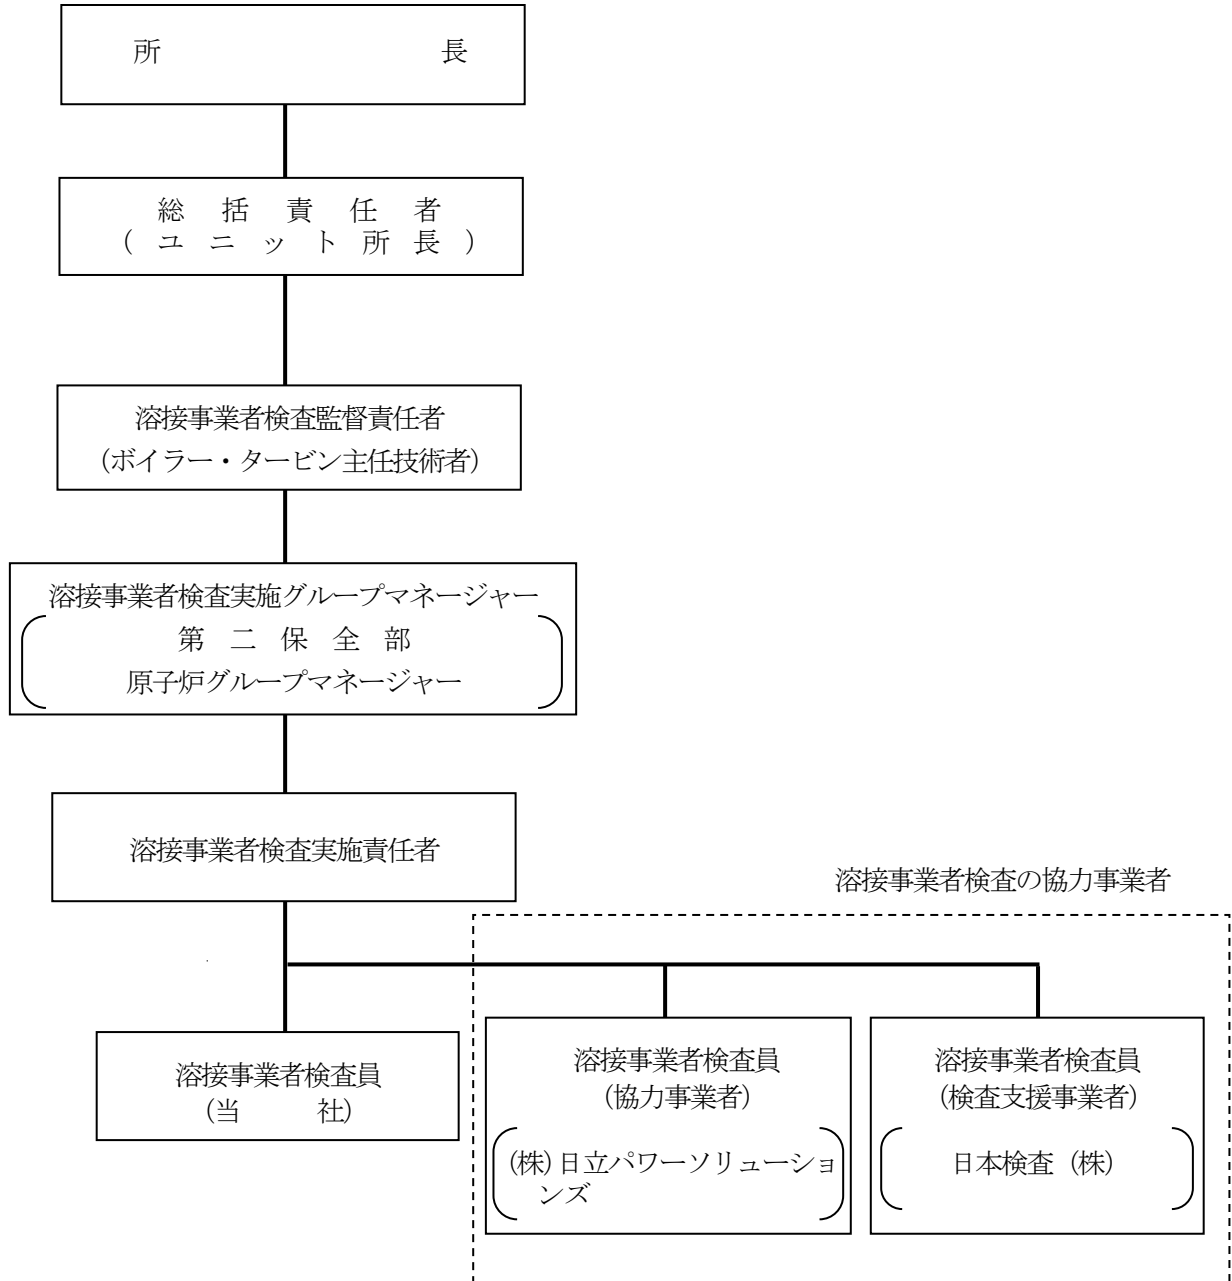 所　　　　　　　　　　長
総　括　責　任　者
（　ユ　ニ　ッ　ト　所　長　）
溶接事業者検査監督責任者
（ボイラー・タービン主任技術者）
溶接事業者検査実施グループマネージャー
第　二　保　全　部
原子炉グループマネージャー
溶接事業者検査実施責任者
溶接事業者検査の協力事業者
溶接事業者検査員
（当　　　社）
溶接事業者検査員
（協力事業者）
（株）日立パワーソリューショ
ンズ
溶接事業者検査員
（検査支援事業者）
日本検査（株）